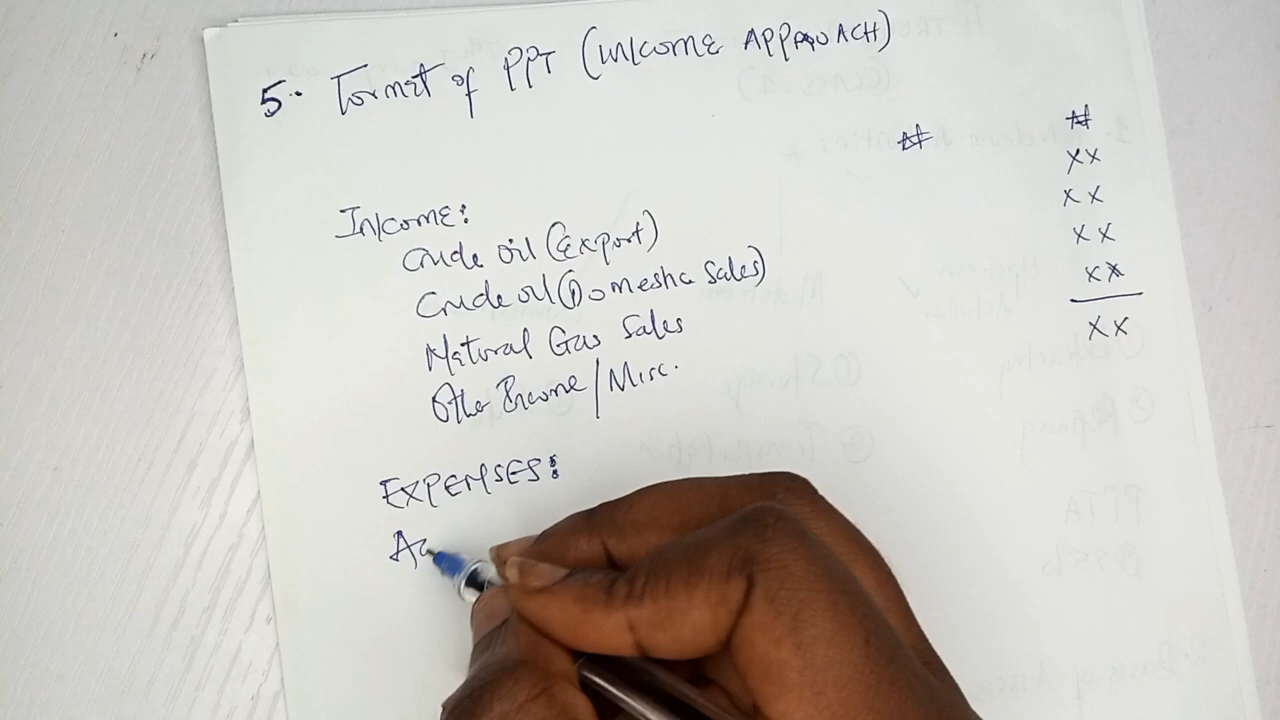 5. Format of PPT (INCOME APPROACH)
₦ ₦
Income: XX
Crude oil (Export) XX
Crude oil (Domestic Sales) XX
Natural Gas Sales XX
Other Income / Misc. XX
EXPENSES: